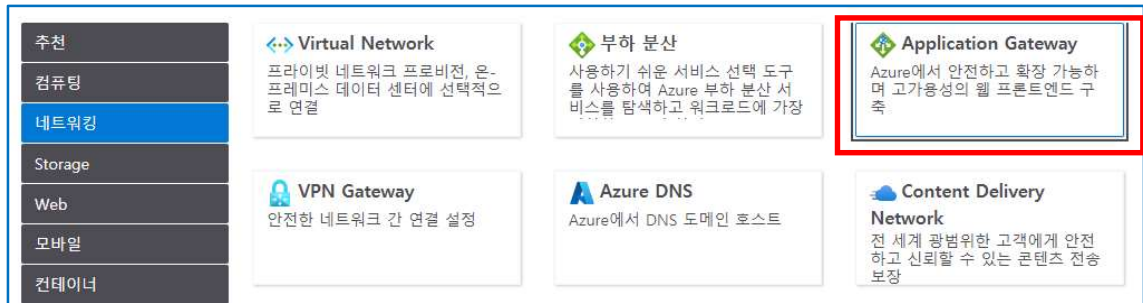 추천
컴퓨팅
네트워킹
Storage
Web
모바일
컨테이너
Virtual Network
프라이빗 네트워크 프로비전, 온-
프레미스 데이터 센터에 선택적으
로 연결
부하 분산
사용하기 쉬운 서비스 선택 도구
를 사용하여 Azure 부하 분산 서
비스를 탐색하고 워크로드에 가장
Application Gateway
Azure에서 안전하고 확장 가능하
며 고가용성의 웹 프론트엔드 구
축
VPN Gateway
안전한 네트워크 간 연결 설정
Azure DNS
Azure에서 DNS 도메인 호스트
Content Delivery
Network
전 세계 광범위한 고객에게 안전
하고 신뢰할 수 있는 콘텐츠 전송
보장